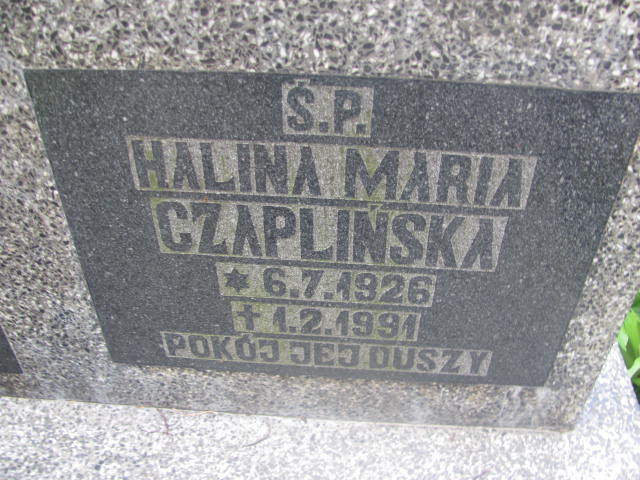 Ś.P.
HALINA MARIA
CZAPLIŃSKA
* 6.7.1926
† 1.2.1991
POKÓJ JEJ DUSZY